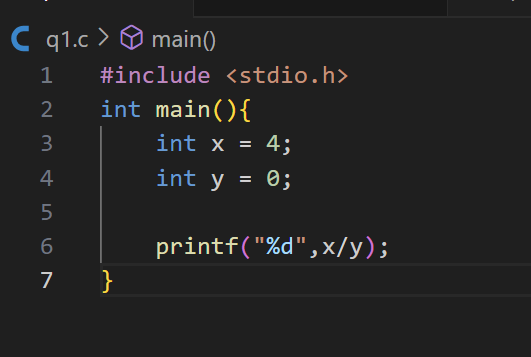 q1.c > main()
1 #include <stdio.h>
2 int main(){
3     int x = 4;
4     int y = 0;
5
6     printf("%d",x/y);
7 }